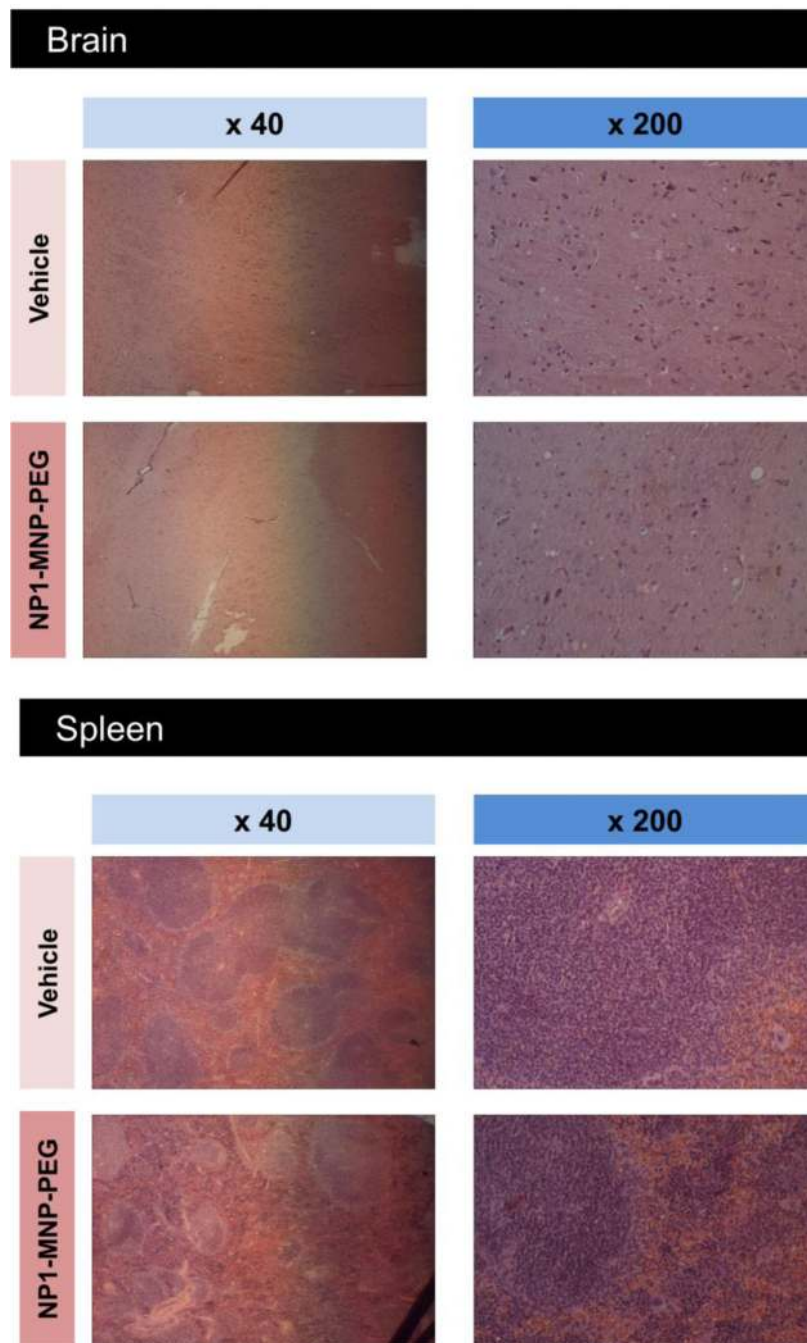 Brain
x 40
x 200
Vehicle
NP1-MNP-PEG
Spleen
x 40
x 200
Vehicle
NP1-MNP-PEG